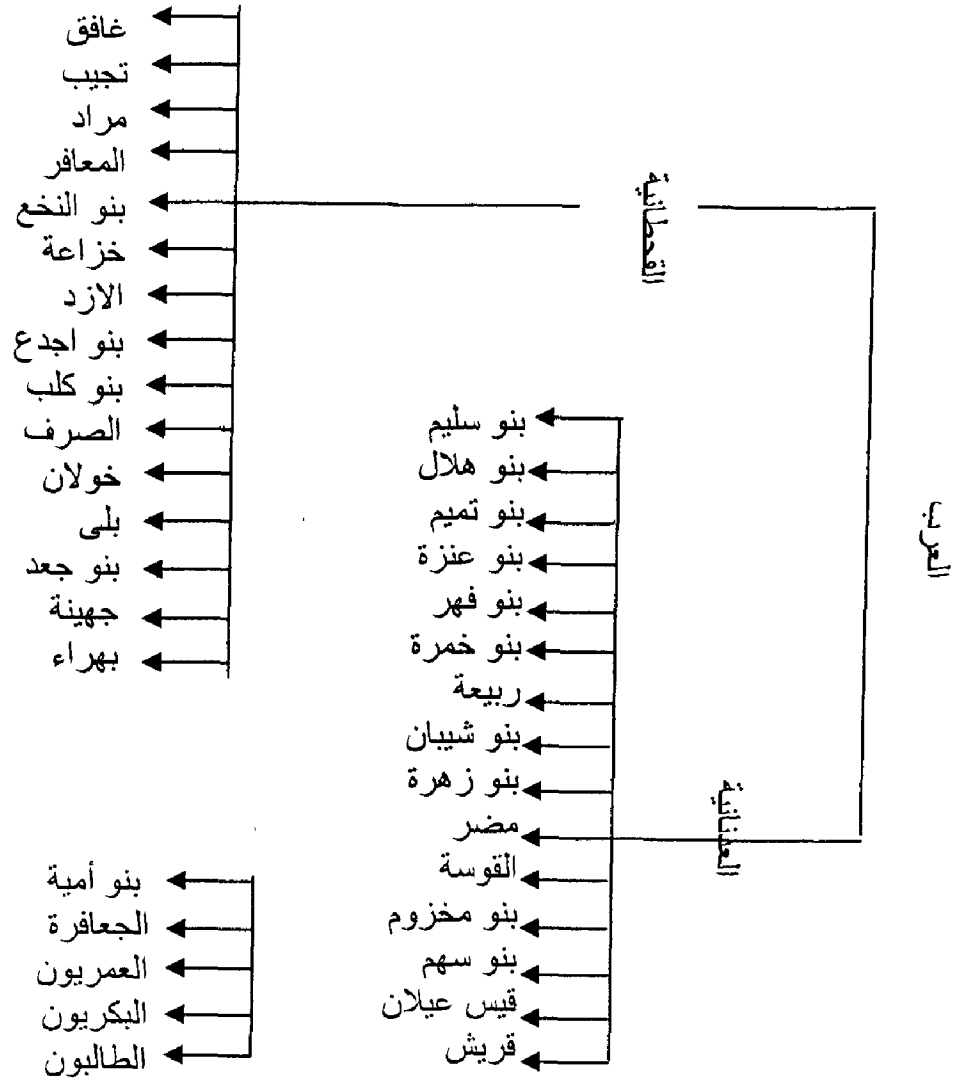 العرب
القحطانية
غافق
تجيب
مراد
المعافر
بنو النخع
خزاعة
الازد
بنو اجدع
بنو كلب
الصرف
خولان
بلى
بنو جعد
جهينة
بهراء
العدنانية
بنو سليم
بنو هلال
بنو تميم
بنو عنزة
بنو فهر
بنو خمرة
ربيعة
بنو شيبان
بنو زهرة
مضر
القوسة
بنو مخزوم
بنو سهم
قيس عيلان
قريش
بنو أمية
الجعافرة
العمريون
البكريون
الطالبون